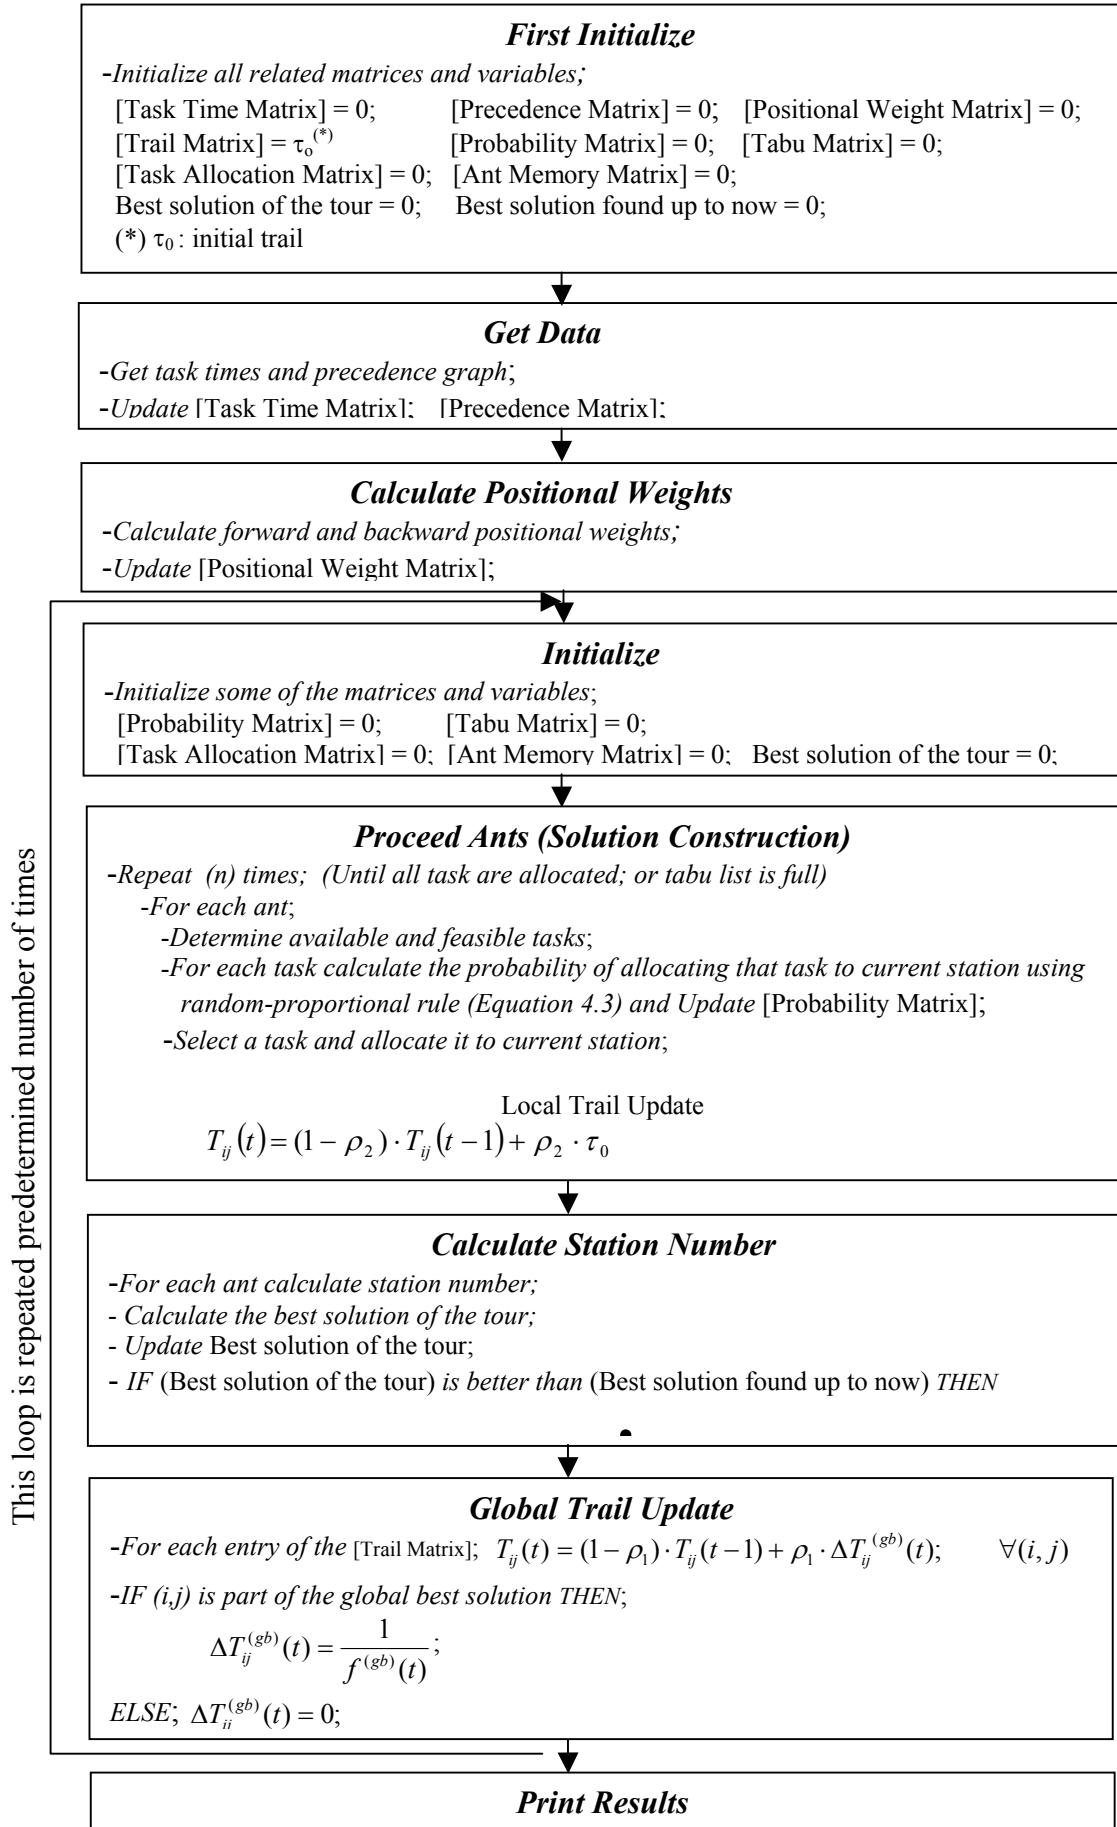 First Initialize
-Initialize all related matrices and variables;
[Task Time Matrix] = 0; [Precedence Matrix] = 0; [Positional Weight Matrix] = 0;
[Trail Matrix] = τo(*) [Probability Matrix] = 0; [Tabu Matrix] = 0;
[Task Allocation Matrix] = 0; [Ant Memory Matrix] = 0;
Best solution of the tour = 0; Best solution found up to now = 0;
(*) τ0 : initial trail
Get Data
-Get task times and precedence graph;
-Update [Task Time Matrix]; [Precedence Matrix];
Calculate Positional Weights
-Calculate forward and backward positional weights;
-Update [Positional Weight Matrix];
Initialize
-Initialize some of the matrices and variables;
[Probability Matrix] = 0; [Tabu Matrix] = 0;
[Task Allocation Matrix] = 0; [Ant Memory Matrix] = 0; Best solution of the tour = 0;
Proceed Ants (Solution Construction)
-Repeat (n) times; (Until all task are allocated; or tabu list is full)
-For each ant;
-Determine available and feasible tasks;
-For each task calculate the probability of allocating that task to current station using
random-proportional rule (Equation 4.3) and Update [Probability Matrix];
-Select a task and allocate it to current station;
Local Trail Update
T_ij(t) = (1 − ρ_2) · T_ij(t − 1) + ρ_2 · τ_0
Calculate Station Number
-For each ant calculate station number;
- Calculate the best solution of the tour;
- Update Best solution of the tour;
- IF (Best solution of the tour) is better than (Best solution found up to now) THEN
•
Global Trail Update
-For each entry of the [Trail Matrix]; T_ij(t) = (1 − ρ_1) · T_ij(t − 1) + ρ_1 · ΔT_ij^(gb)(t); ∀(i, j)
-IF (i,j) is part of the global best solution THEN;
ΔT_ij^(gb)(t) = 1 / f^(gb)(t) ;
ELSE; ΔT_ij^(gb)(t) = 0;
Print Results
This loop is repeated predetermined number of times